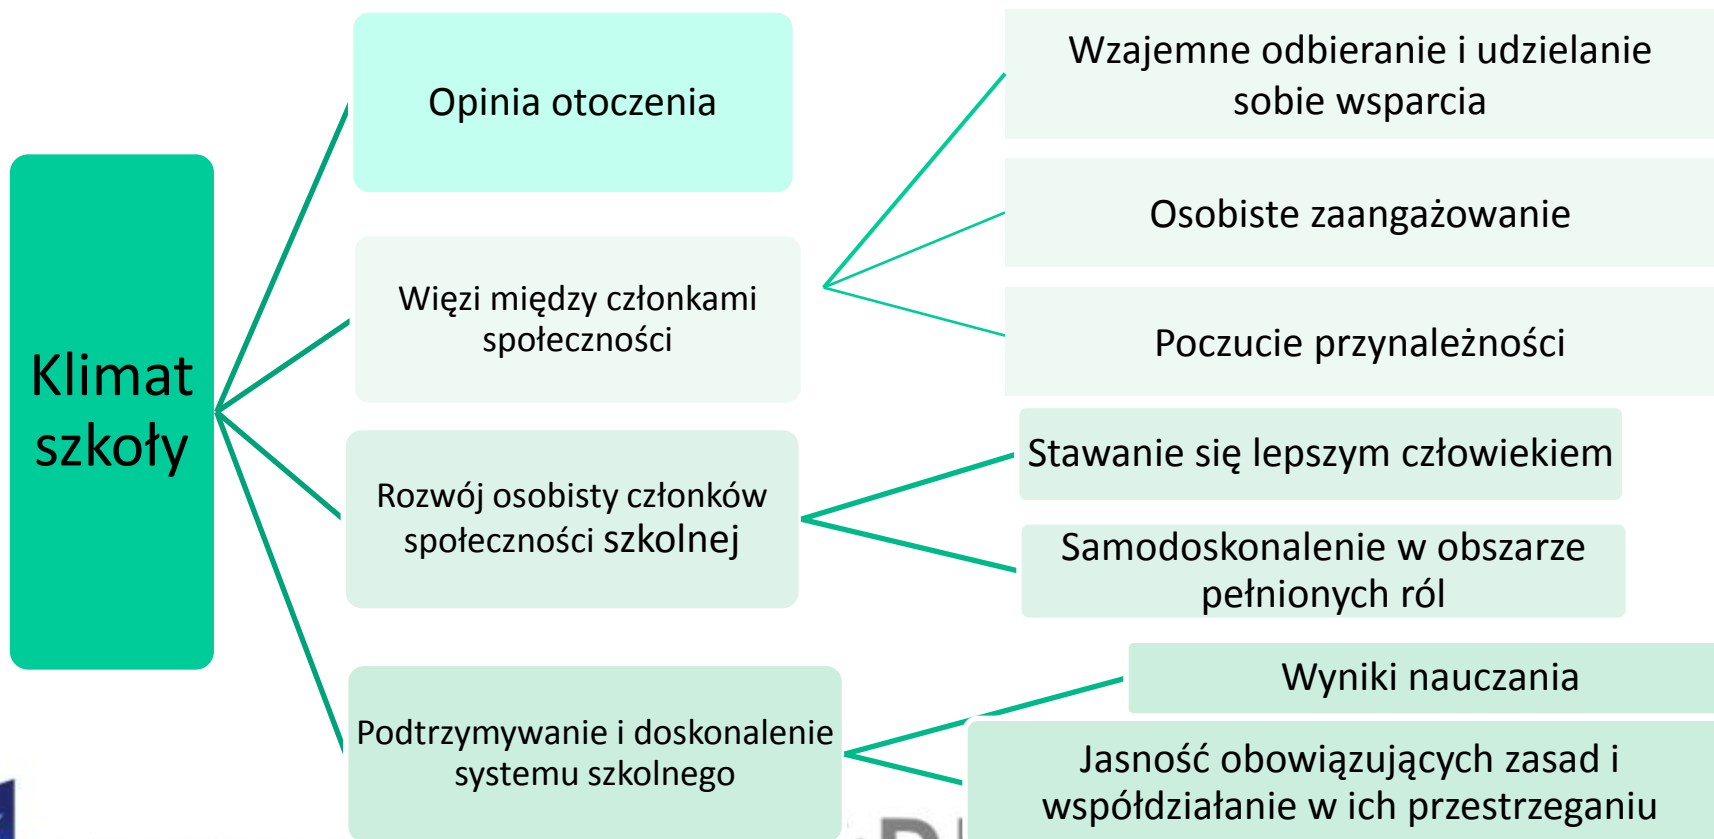 Klimat
szkoły
Opinia otoczenia
Więzi między członkami
społeczności
Wzajemne odbieranie i udzielanie
sobie wsparcia
Osobiste zaangażowanie
Poczucie przynależności
Rozwój osobisty członków
społeczności szkolnej
Stawanie się lepszym człowiekiem
Samodoskonalenie w obszarze
pełnionych ról
Podtrzymywanie i doskonalenie
systemu szkolnego
Wyniki nauczania
Jasność obowiązujących zasad i
współdziałanie w ich przestrzeganiu